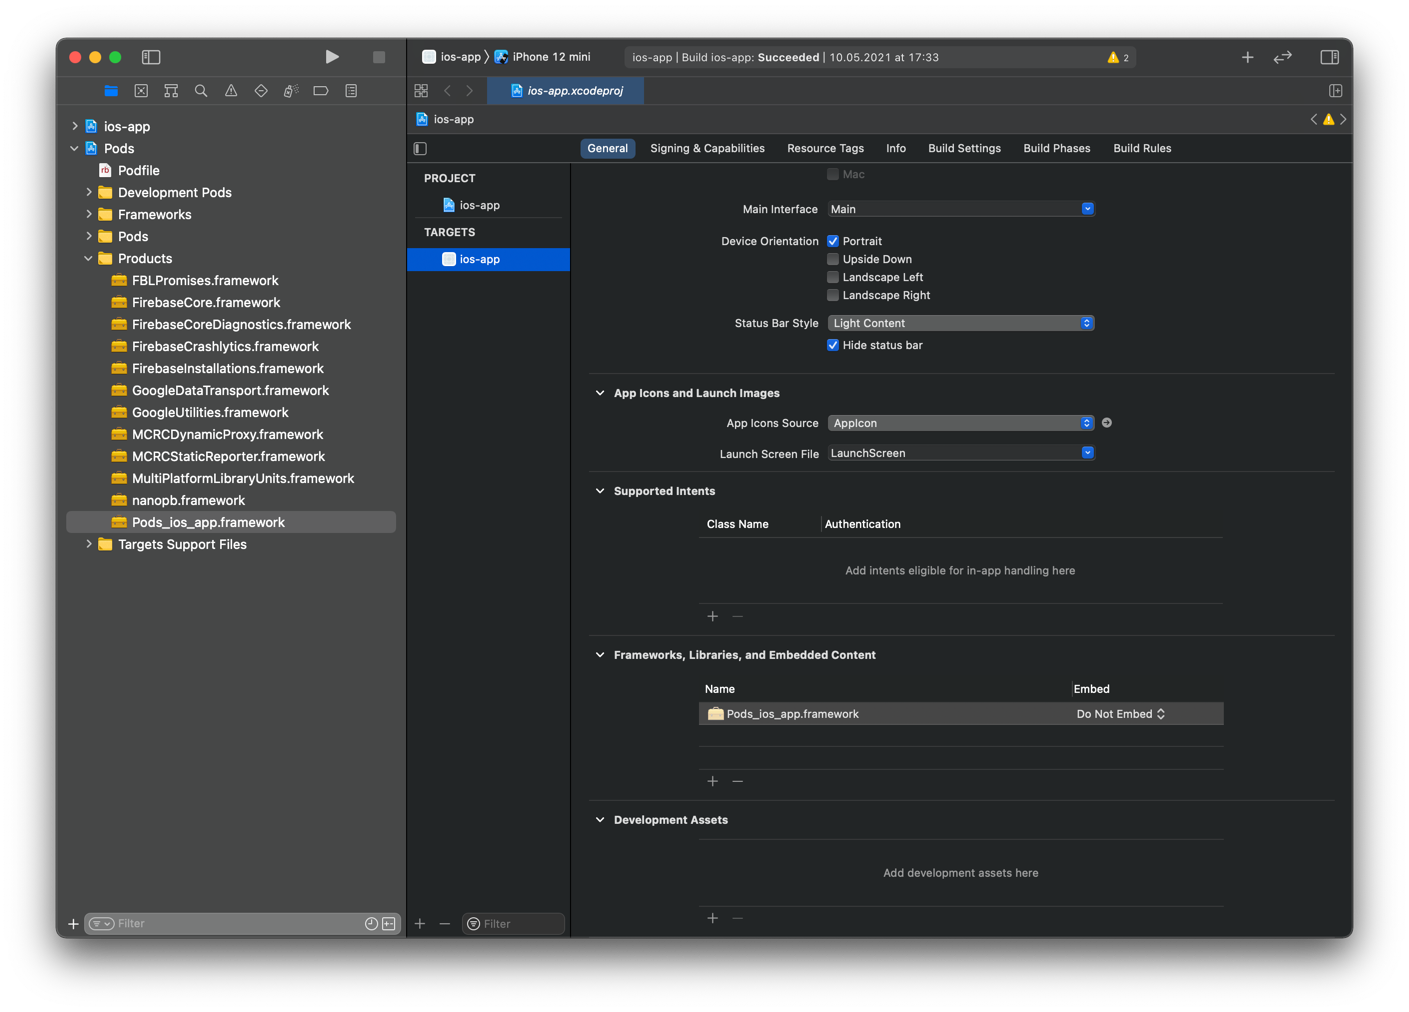 ios-app 〉 iPhone 12 mini
ios-app | Build ios-app: Succeeded | 10.05.2021 at 17:33
2
ios-app.xcodeproj
ios-app
Pods
rb Podfile
Development Pods
Frameworks
Pods
Products
FBLPromises.framework
FirebaseCore.framework
FirebaseCoreDiagnostics.framework
FirebaseCrashlytics.framework
FirebaseInstallations.framework
GoogleDataTransport.framework
GoogleUtilities.framework
MCRCDynamicProxy.framework
MCRCStaticReporter.framework
MultiPlatformLibraryUnits.framework
nanopb.framework
Pods_ios_app.framework
Targets Support Files
Filter
ios-app
General Signing & Capabilities Resource Tags Info Build Settings Build Phases Build Rules
PROJECT
ios-app
TARGETS
ios-app
Filter
Mac
Main Interface Main
Device Orientation Portrait
Upside Down
Landscape Left
Landscape Right
Status Bar Style Light Content
Hide status bar
App Icons and Launch Images
App Icons Source AppIcon
Launch Screen File LaunchScreen
Supported Intents
Class Name Authentication
Add intents eligible for in-app handling here
Frameworks, Libraries, and Embedded Content
Name Embed
Pods_ios_app.framework Do Not Embed
Development Assets
Add development assets here